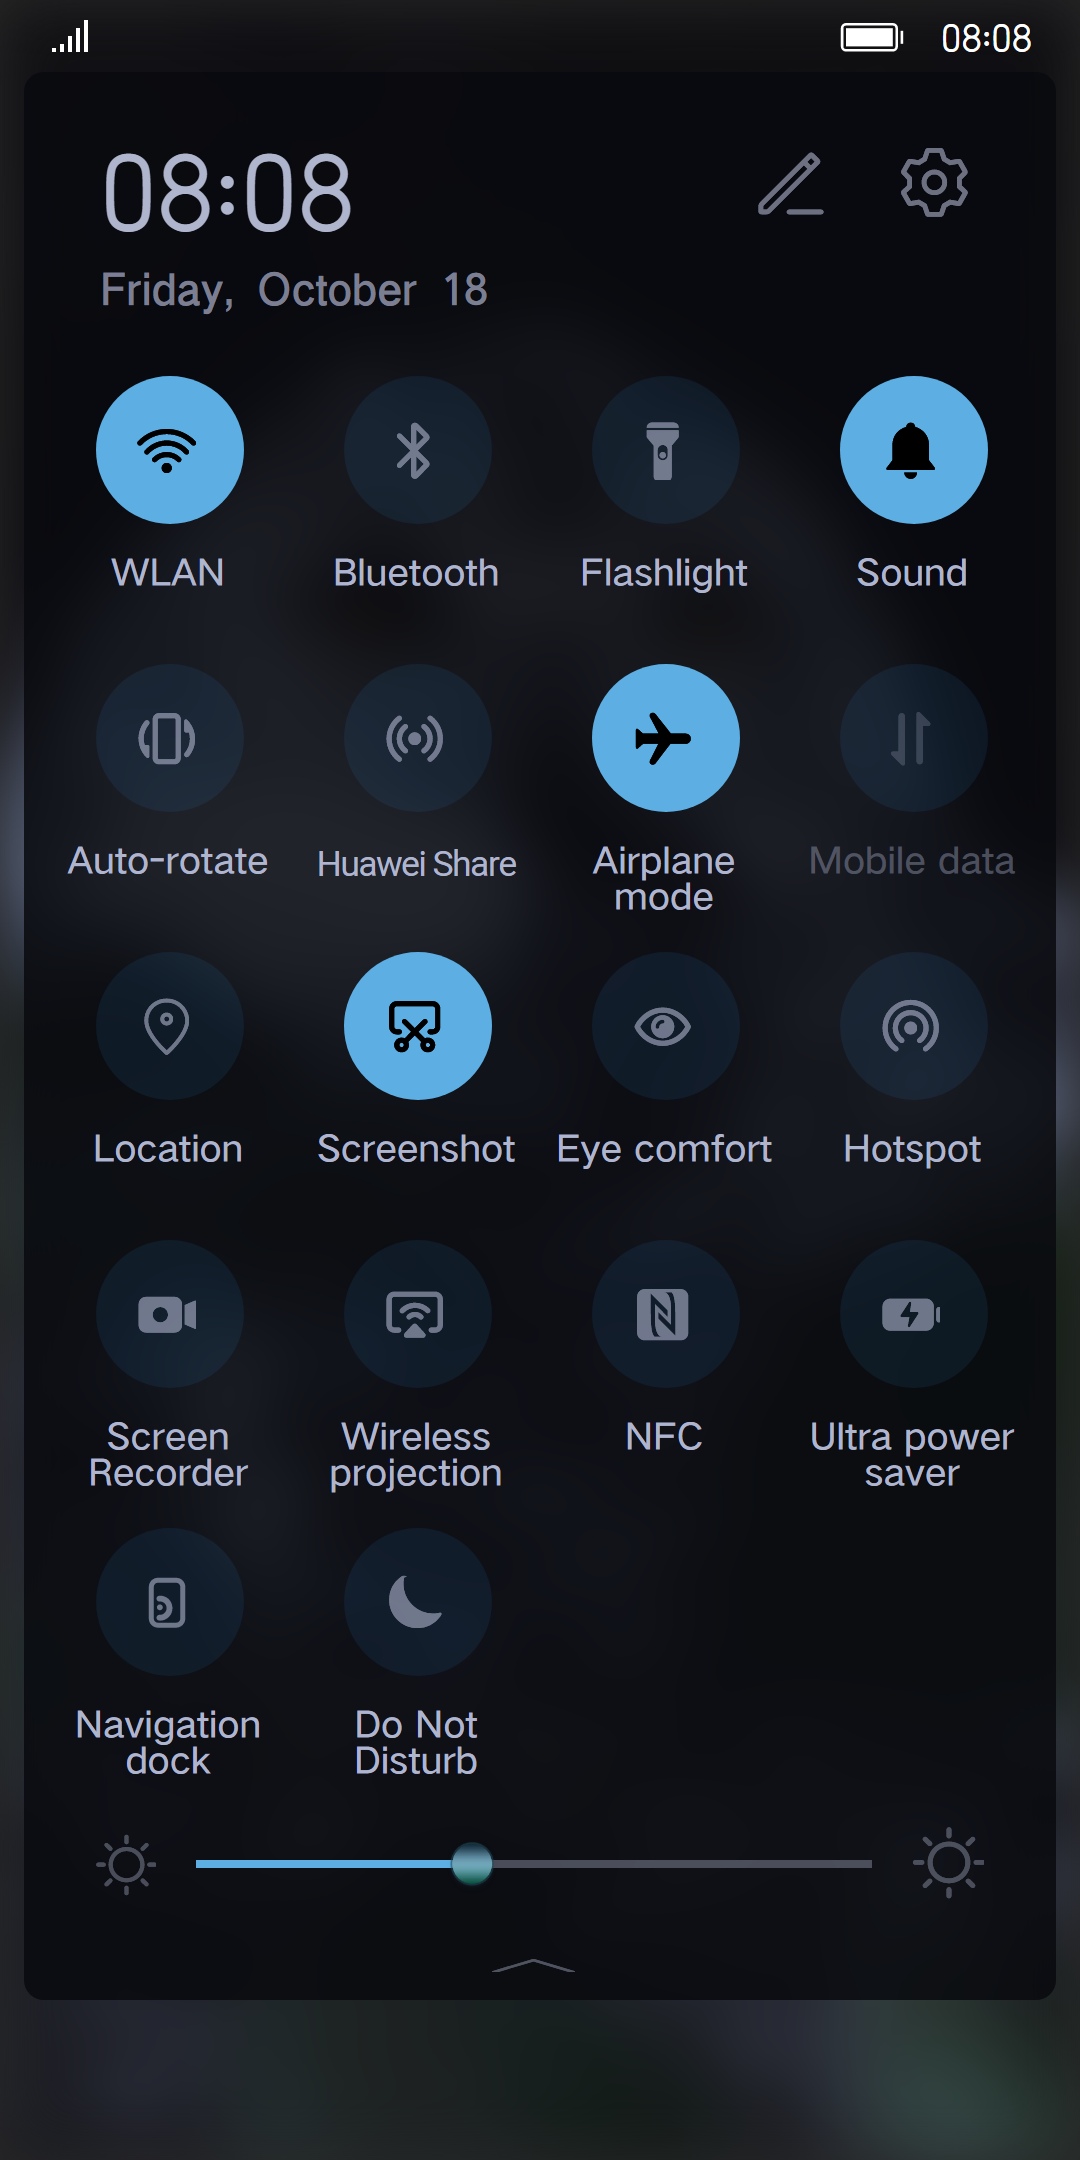 08:08
08:08
Friday, October 18
WLAN
Bluetooth
Flashlight
Sound
Auto-rotate
Huawei Share
Airplane
mode
Mobile data
Location
Screenshot
Eye comfort
Hotspot
Screen
Recorder
Wireless
projection
NFC
Ultra power
saver
Navigation
dock
Do Not
Disturb